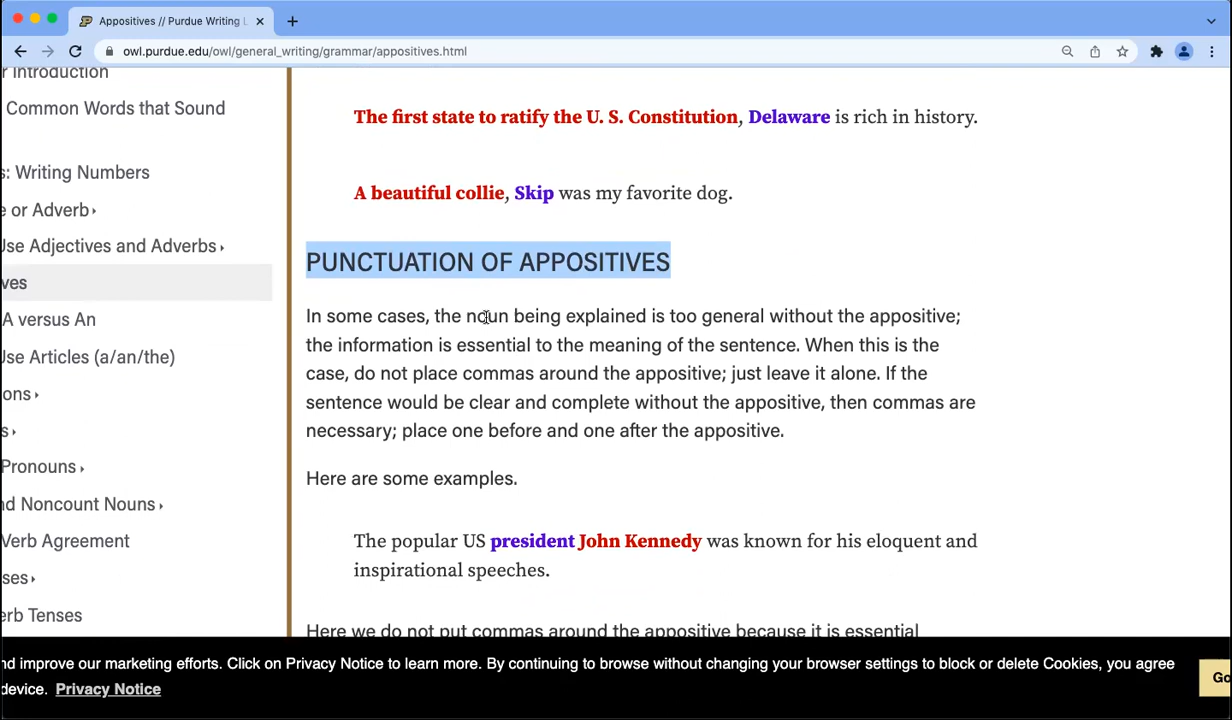 Appositives // Purdue Writing L
owl.purdue.edu/owl/general_writing/grammar/appositives.html
r Introduction
Common Words that Sound
s: Writing Numbers
e or Adverb
Use Adjectives and Adverbs
ves
A versus An
Use Articles (a/an/the)
ons
s
Pronouns
nd Noncount Nouns
Verb Agreement
ses
erb Tenses
The first state to ratify the U. S. Constitution, Delaware is rich in history.
A beautiful collie, Skip was my favorite dog.
PUNCTUATION OF APPOSITIVES
In some cases, the noun being explained is too general without the appositive;
the information is essential to the meaning of the sentence. When this is the
case, do not place commas around the appositive; just leave it alone. If the
sentence would be clear and complete without the appositive, then commas are
necessary; place one before and one after the appositive.
Here are some examples.
The popular US president John Kennedy was known for his eloquent and
inspirational speeches.
Here we do not put commas around the appositive because it is essential
nd improve our marketing efforts. Click on Privacy Notice to learn more. By continuing to browse without changing your browser settings to block or delete Cookies, you agree
device. Privacy Notice
Go